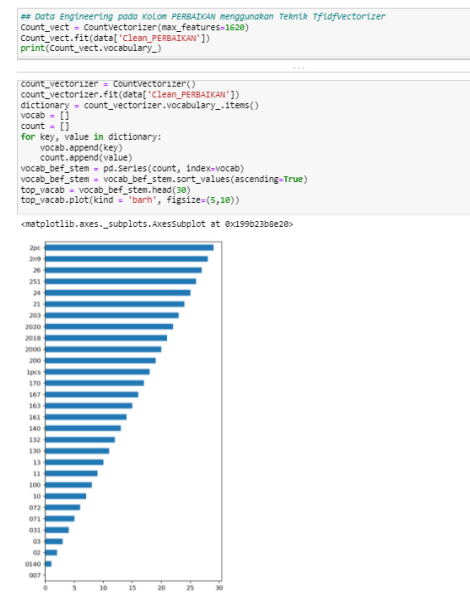 ## Data Engineering pada Kolom PERBAIKAN menggunakan Teknik TfidfVectorizer
Count_vect = CountVectorizer(max_features=1620)
Count_vect.fit(data['Clean_PERBAIKAN'])
print(Count_vect.vocabulary_)
...
count_vectorizer = CountVectorizer()
count_vectorizer.fit(data['Clean_PERBAIKAN'])
dictionary = count_vectorizer.vocabulary_.items()
vocab = []
count = []
for key, value in dictionary:
    vocab.append(key)
    count.append(value)
vocab_bef_stem = pd.Series(count, index=vocab)
vocab_bef_stem = vocab_bef_stem.sort_values(ascending=True)
top_vacab = vocab_bef_stem.head(30)
top_vacab.plot(kind = 'barh', figsize=(5,10))
<matplotlib.axes._subplots.AxesSubplot at 0x199b23b8e20>
2pc
2n9
26
251
24
21
203
2020
2018
2000
200
1pcs
170
167
163
161
140
132
130
13
11
100
10
072
071
031
03
02
0140
007
0 5 10 15 20 25 30